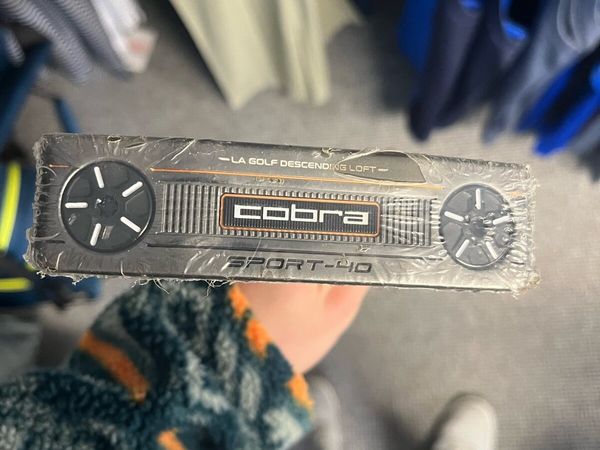 LA GOLF DESCENDING LOFT
cobra
SPORT-40